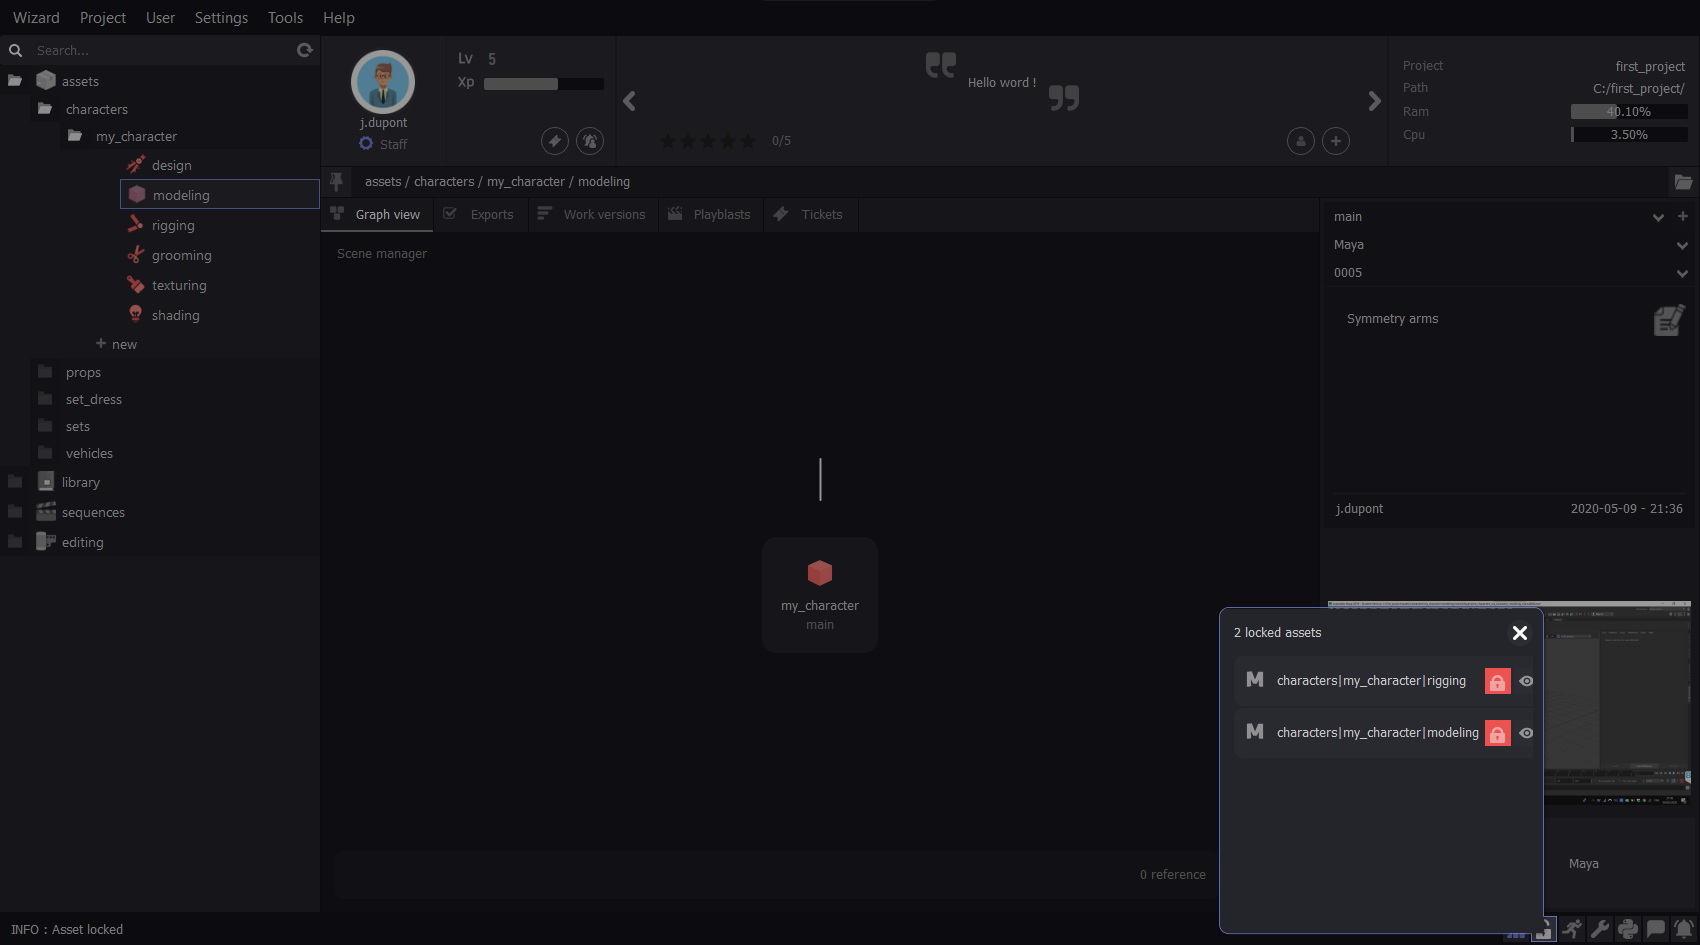 Wizard Project User Settings Tools Help
Search...
assets
characters
my_character
design
modeling
rigging
grooming
texturing
shading
+ new
props
set_dress
sets
vehicles
library
sequences
editing
j.dupont
Staff
Lv 5
Xp
Hello word !
0/5
Project first_project
Path C:/first_project/
Ram 40.10%
Cpu 3.50%
assets / characters / my_character / modeling
Graph view Exports Work versions Playblasts Tickets
Scene manager
my_character
main
0 reference
main
Maya
0005
Symmetry arms
j.dupont 2020-05-09 - 21:36
2 locked assets
M characters|my_character|rigging
M characters|my_character|modeling
Maya
INFO : Asset locked